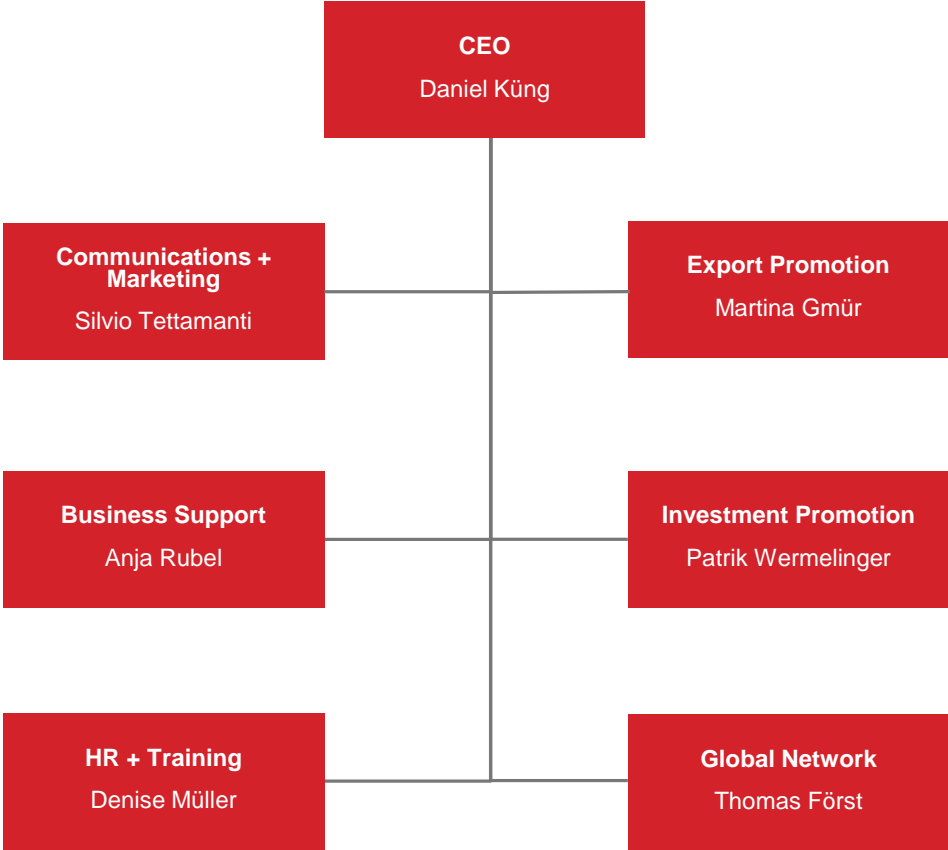 CEO
Daniel Küng
Communications +
Marketing
Silvio Tettamanti
Export Promotion
Martina Gmür
Business Support
Anja Rubel
Investment Promotion
Patrik Wermelinger
HR + Training
Denise Müller
Global Network
Thomas Först